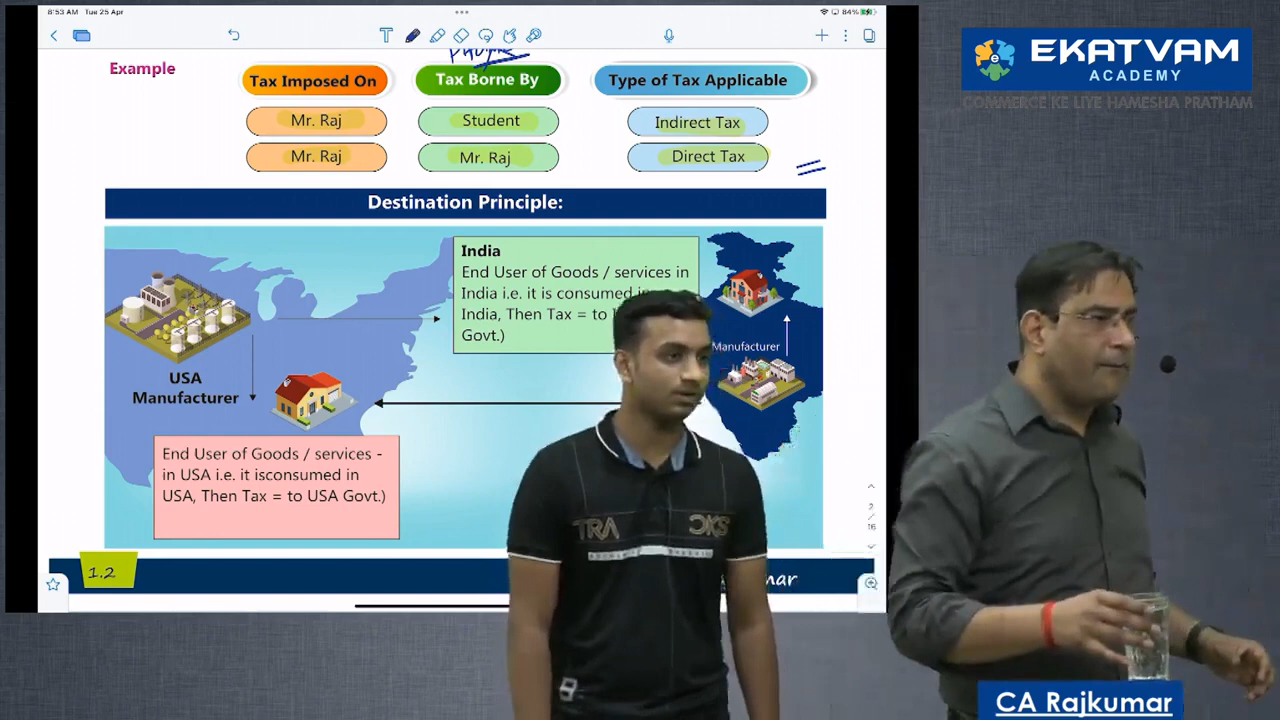 8:53 AM Tue 25 Apr
84%
Example
Tax Imposed On
Tax Borne By
Type of Tax Applicable
Mr. Raj
Student
Indirect Tax
Mr. Raj
Mr. Raj
Direct Tax
Destination Principle:
India
End User of Goods / services in
India i.e. it is consumed
India, Then Tax = to
Govt.)
Manufacturer
USA
Manufacturer
End User of Goods / services -
in USA i.e. it isconsumed in
USA, Then Tax = to USA Govt.)
2
16
1.2
EKATVAM
ACADEMY
COMMERCE KE LIYE HAMESHA PRATHAM
TRA
CKS
CA Rajkumar